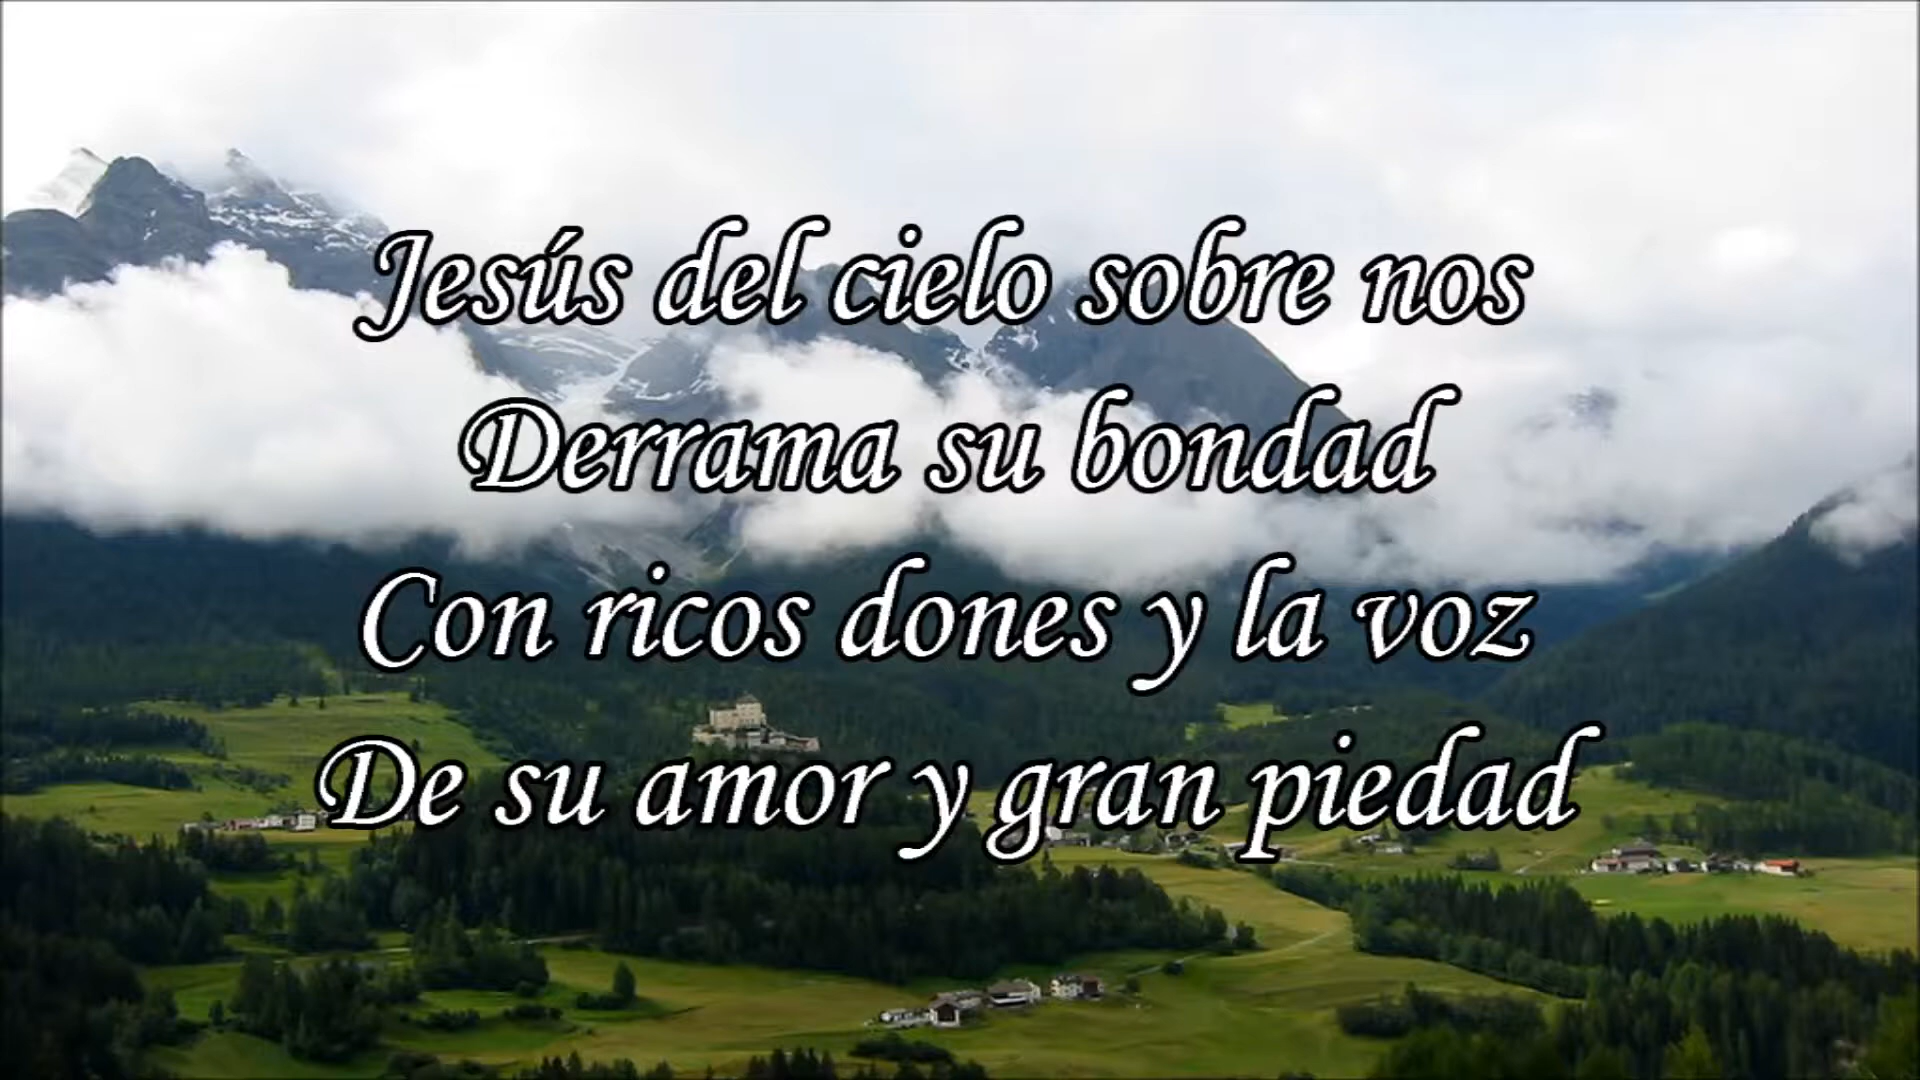 Jesús del cielo sobre nos
Derrama su bondad
Con ricos dones y la voz
De su amor y gran piedad